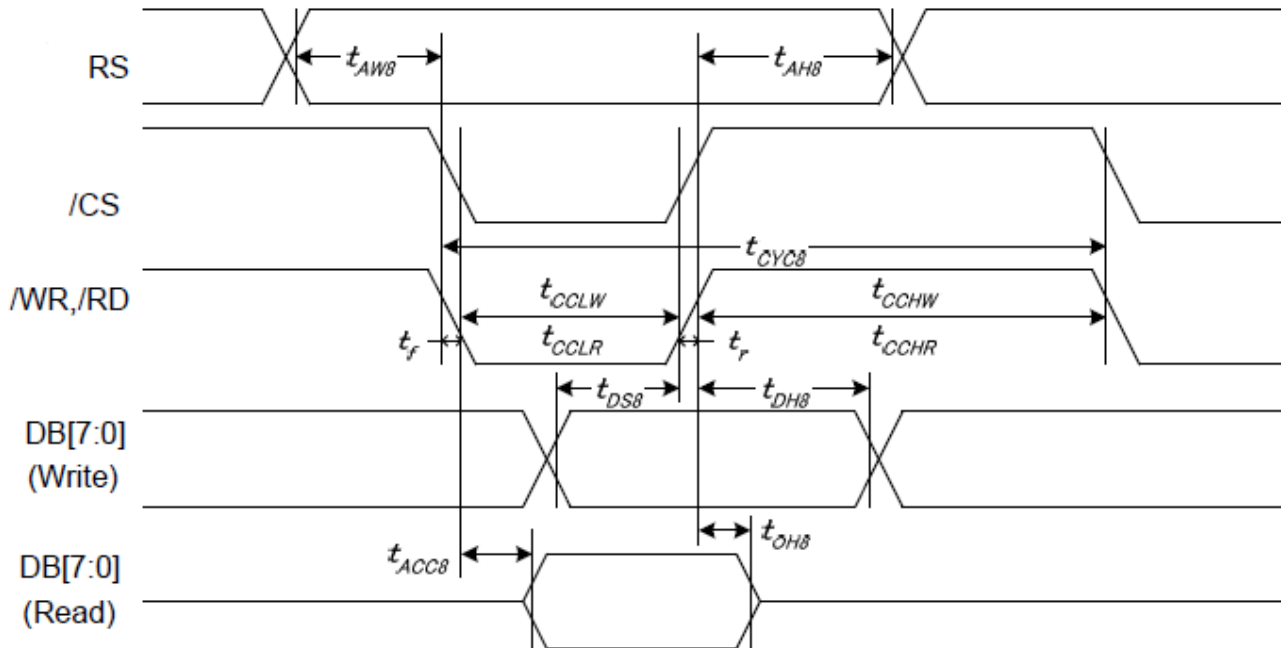 RS
tAW8
tAH8
/CS
tCYC8
/WR,/RD
tCCLW
tCCHW
tf
tCCLR
tr
tCCHR
tDS8
tDH8
DB[7:0]
(Write)
tACC8
tOH8
DB[7:0]
(Read)